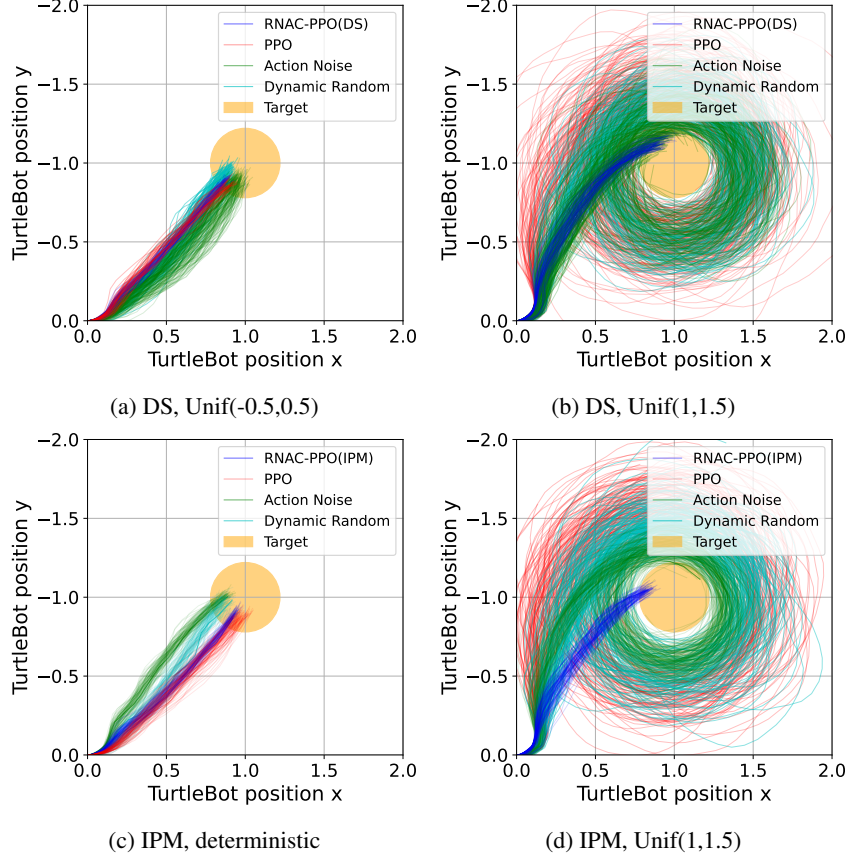 −2.0
−1.5
−1.0
−0.5
0.0
TurtleBot position y
RNAC-PPO(DS)
PPO
Action Noise
Dynamic Random
Target
0.0 0.5 1.0 1.5 2.0
TurtleBot position x
(a) DS, Unif(-0.5,0.5)
−2.0
−1.5
−1.0
−0.5
0.0
TurtleBot position y
RNAC-PPO(DS)
PPO
Action Noise
Dynamic Random
Target
0.0 0.5 1.0 1.5 2.0
TurtleBot position x
(b) DS, Unif(1,1.5)
−2.0
−1.5
−1.0
−0.5
0.0
TurtleBot position y
RNAC-PPO(IPM)
PPO
Action Noise
Dynamic Random
Target
0.0 0.5 1.0 1.5 2.0
TurtleBot position x
(c) IPM, deterministic
−2.0
−1.5
−1.0
−0.5
0.0
TurtleBot position y
RNAC-PPO(IPM)
PPO
Action Noise
Dynamic Random
Target
0.0 0.5 1.0 1.5 2.0
TurtleBot position x
(d) IPM, Unif(1,1.5)